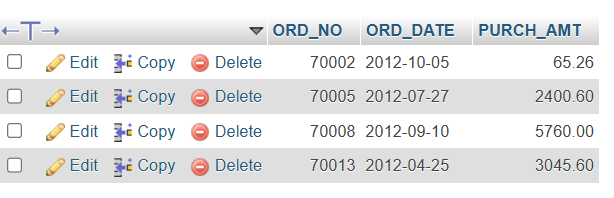 ORD_NO ORD_DATE PURCH_AMT
Edit Copy Delete 70002 2012-10-05 65.26
Edit Copy Delete 70005 2012-07-27 2400.60
Edit Copy Delete 70008 2012-09-10 5760.00
Edit Copy Delete 70013 2012-04-25 3045.60